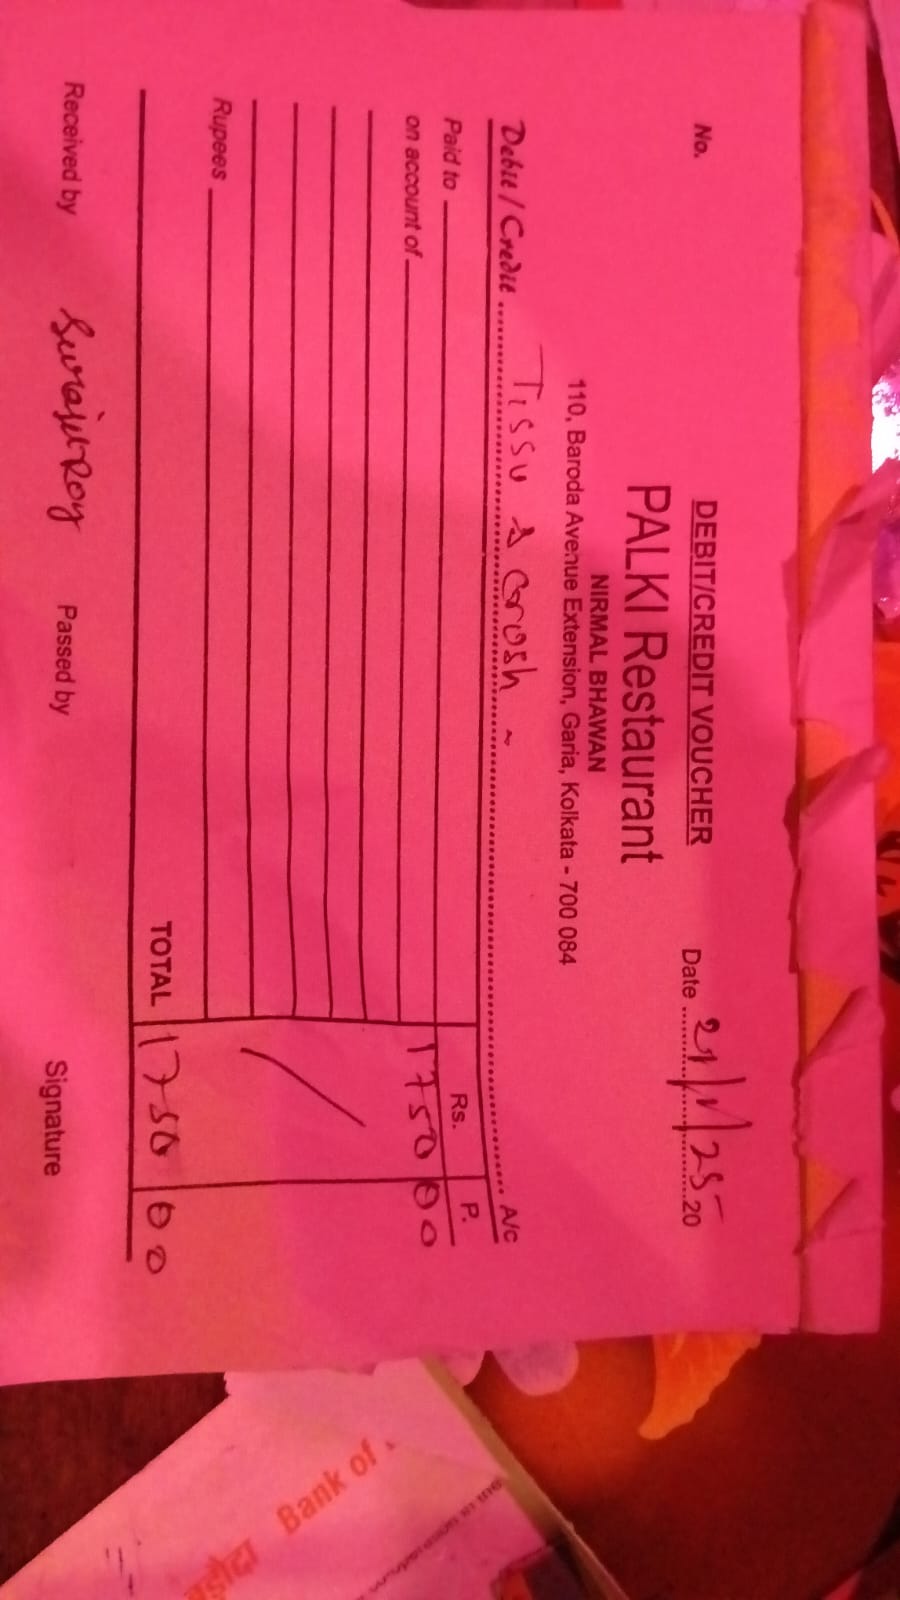 DEBIT/CREDIT VOUCHER
No.
Date 21/1/25 20
PALKI Restaurant
NIRMAL BHAWAN
110, Baroda Avenue Extension, Garia, Kolkata - 700 084
Debit / Credit Tissu & Grosh - A/c
Rs. P.
Paid to 1750 00
on account of
Rupees
TOTAL 1750 00
Received by Surajit Roy Passed by Signature
Bank of